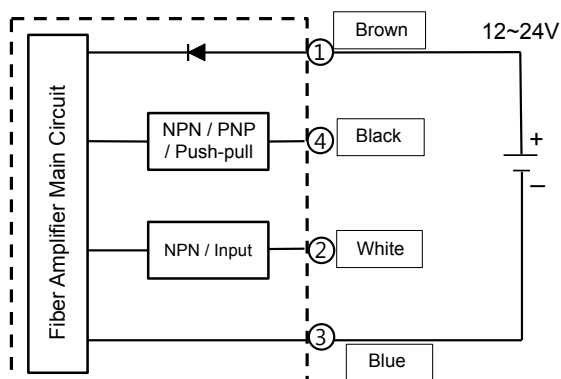 Brown
12~24V
①
Fiber Amplifier Main Circuit
NPN / PNP
/ Push-pull
④
Black
+
NPN / Input
②
White
−
③
Blue